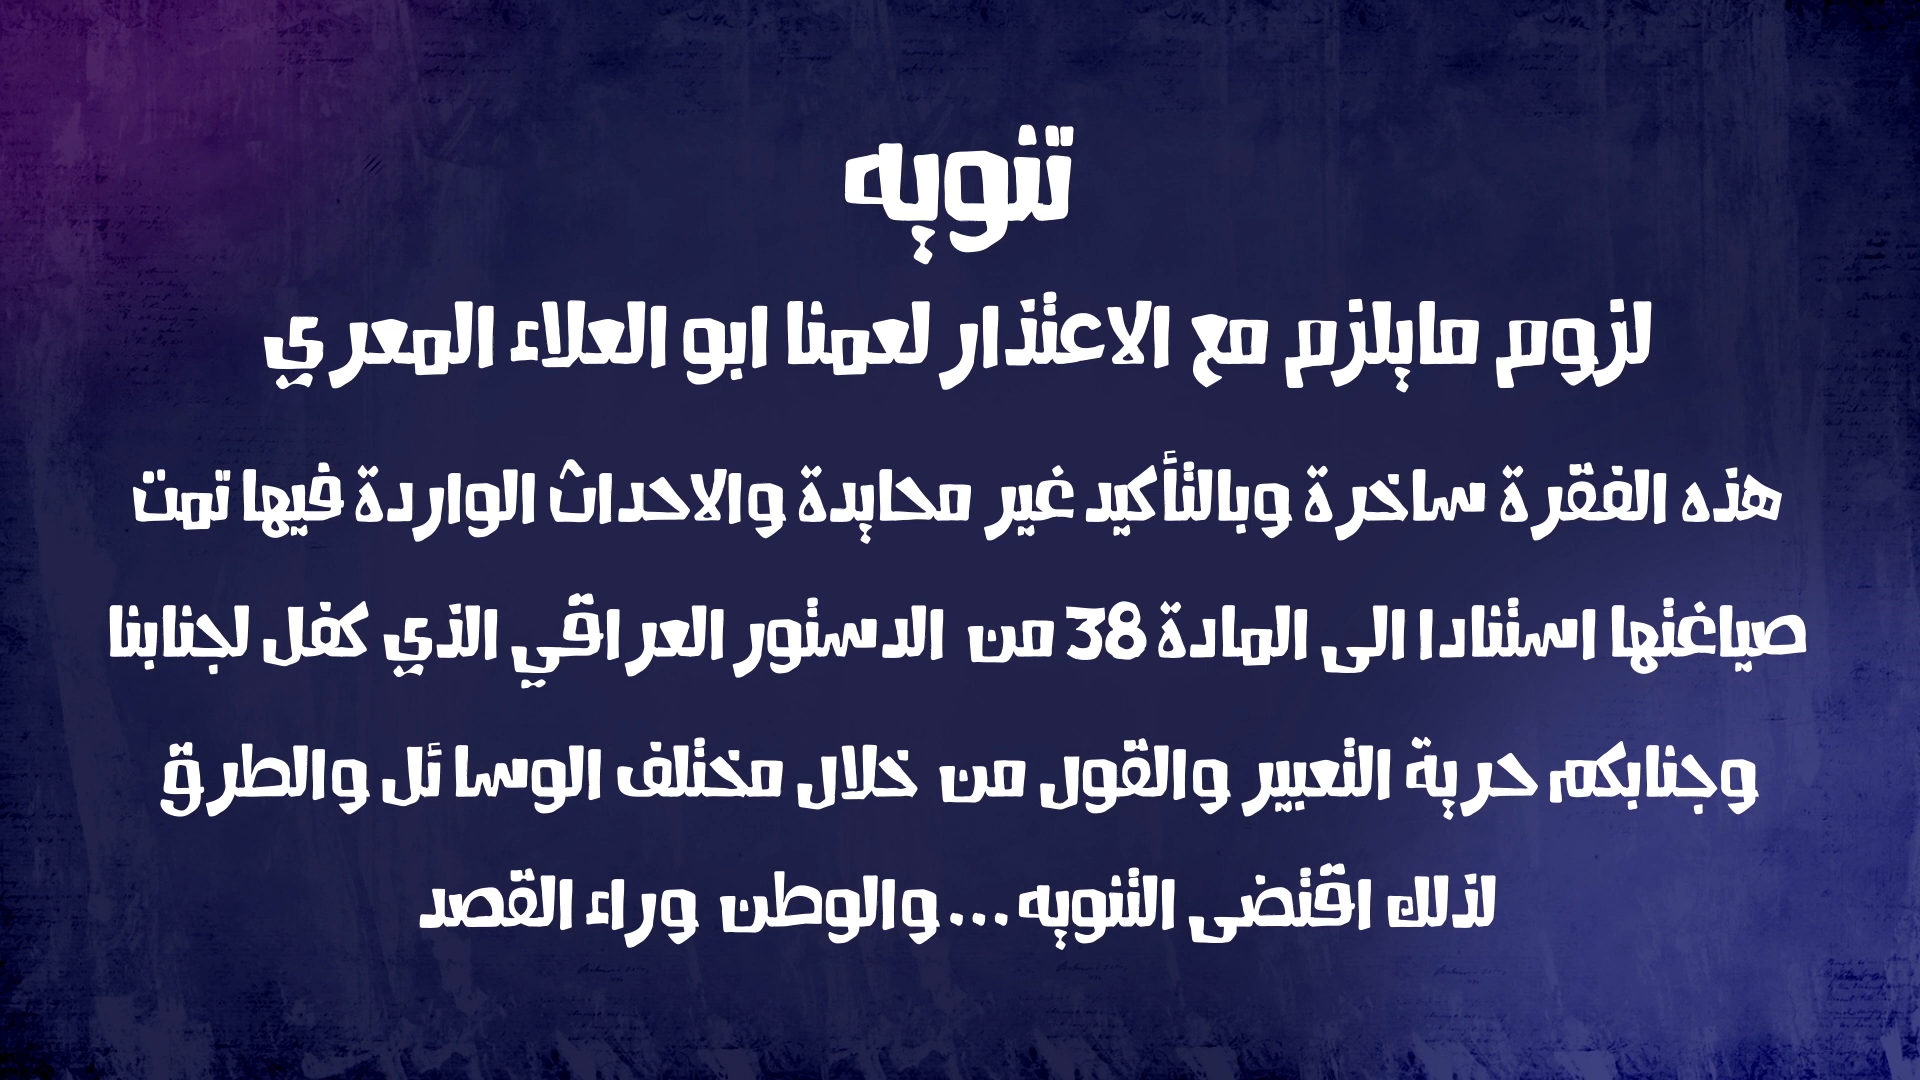 تنويه
لزوم مايلزم مع الاعتذار لعمنا ابو العلاء المعري
هذه الفقرة ساخرة وبالتأكيد غير محايدة والاحداث الواردة فيها تمت
صياغتها استنادا الى المادة 38 من الدستور العراقي الذي كفل لجنابنا
وجنابكم حرية التعبير والقول من خلال مختلف الوسائل والطرق
لذلك اقتضى التنويه...والوطن وراء القصد